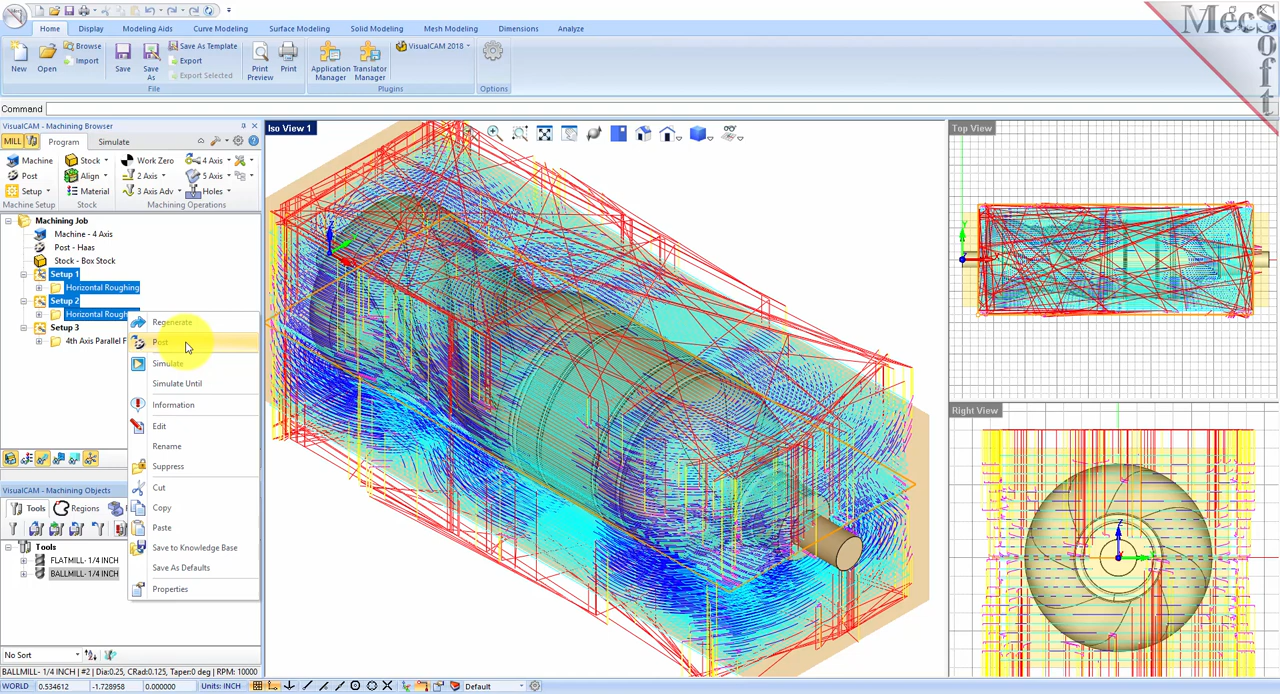 MecSoft
Home Display Modeling Aids Curve Modeling Surface Modeling Solid Modeling Mesh Modeling Dimensions Analyze
New Open Browse Import Save Save As Save As Template Export Export Selected Print Preview Print Application Manager Translator Manager VisualCAM 2018
File Plugins Options
Command
VisualCAM - Machining Browser
MILL Program Simulate
Machine Stock Work Zero 4 Axis
Post Align 2 Axis 5 Axis
Setup Material 3 Axis Adv Holes
Machine Setup Stock Machining Operations
Machining Job
Machine - 4 Axis
Post - Haas
Stock - Box Stock
Setup 1
Horizontal Roughing
Setup 2
Horizontal Rough
Setup 3
4th Axis Parallel F
Regenerate
Post
Simulate
Simulate Until
Information
Edit
Rename
Suppress
Cut
Copy
Paste
Save to Knowledge Base
Save As Defaults
Properties
VisualCAM - Machining Objects
Tools Regions
Tools
FLATMILL- 1/4 INCH
BALLMILL- 1/4 INCH
No Sort
BALLMILL- 1/4 INCH | #2 | Dia:0.25, CRad:0.125, Taper:0 deg | RPM: 10000
WORLD 0.534612 -1.728958 0.000000 Units: INCH Default
Iso View 1
Top View
Right View